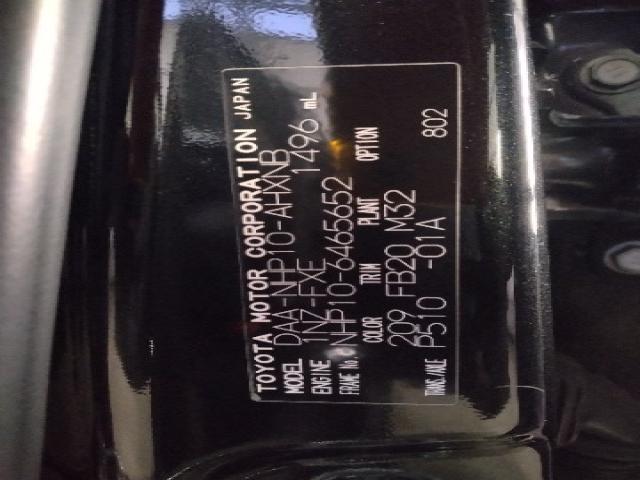 TOYOTA MOTOR CORPORATION JAPAN
MODEL DAA-NHP10-AHXNB
ENGINE 1NZ-FXE 1496 mL
FRAME No. NHP10-6465652
COLOR TRIM PLANT OPTION
209 FB20 M32
TRANS./AXLE P510 -01A 802